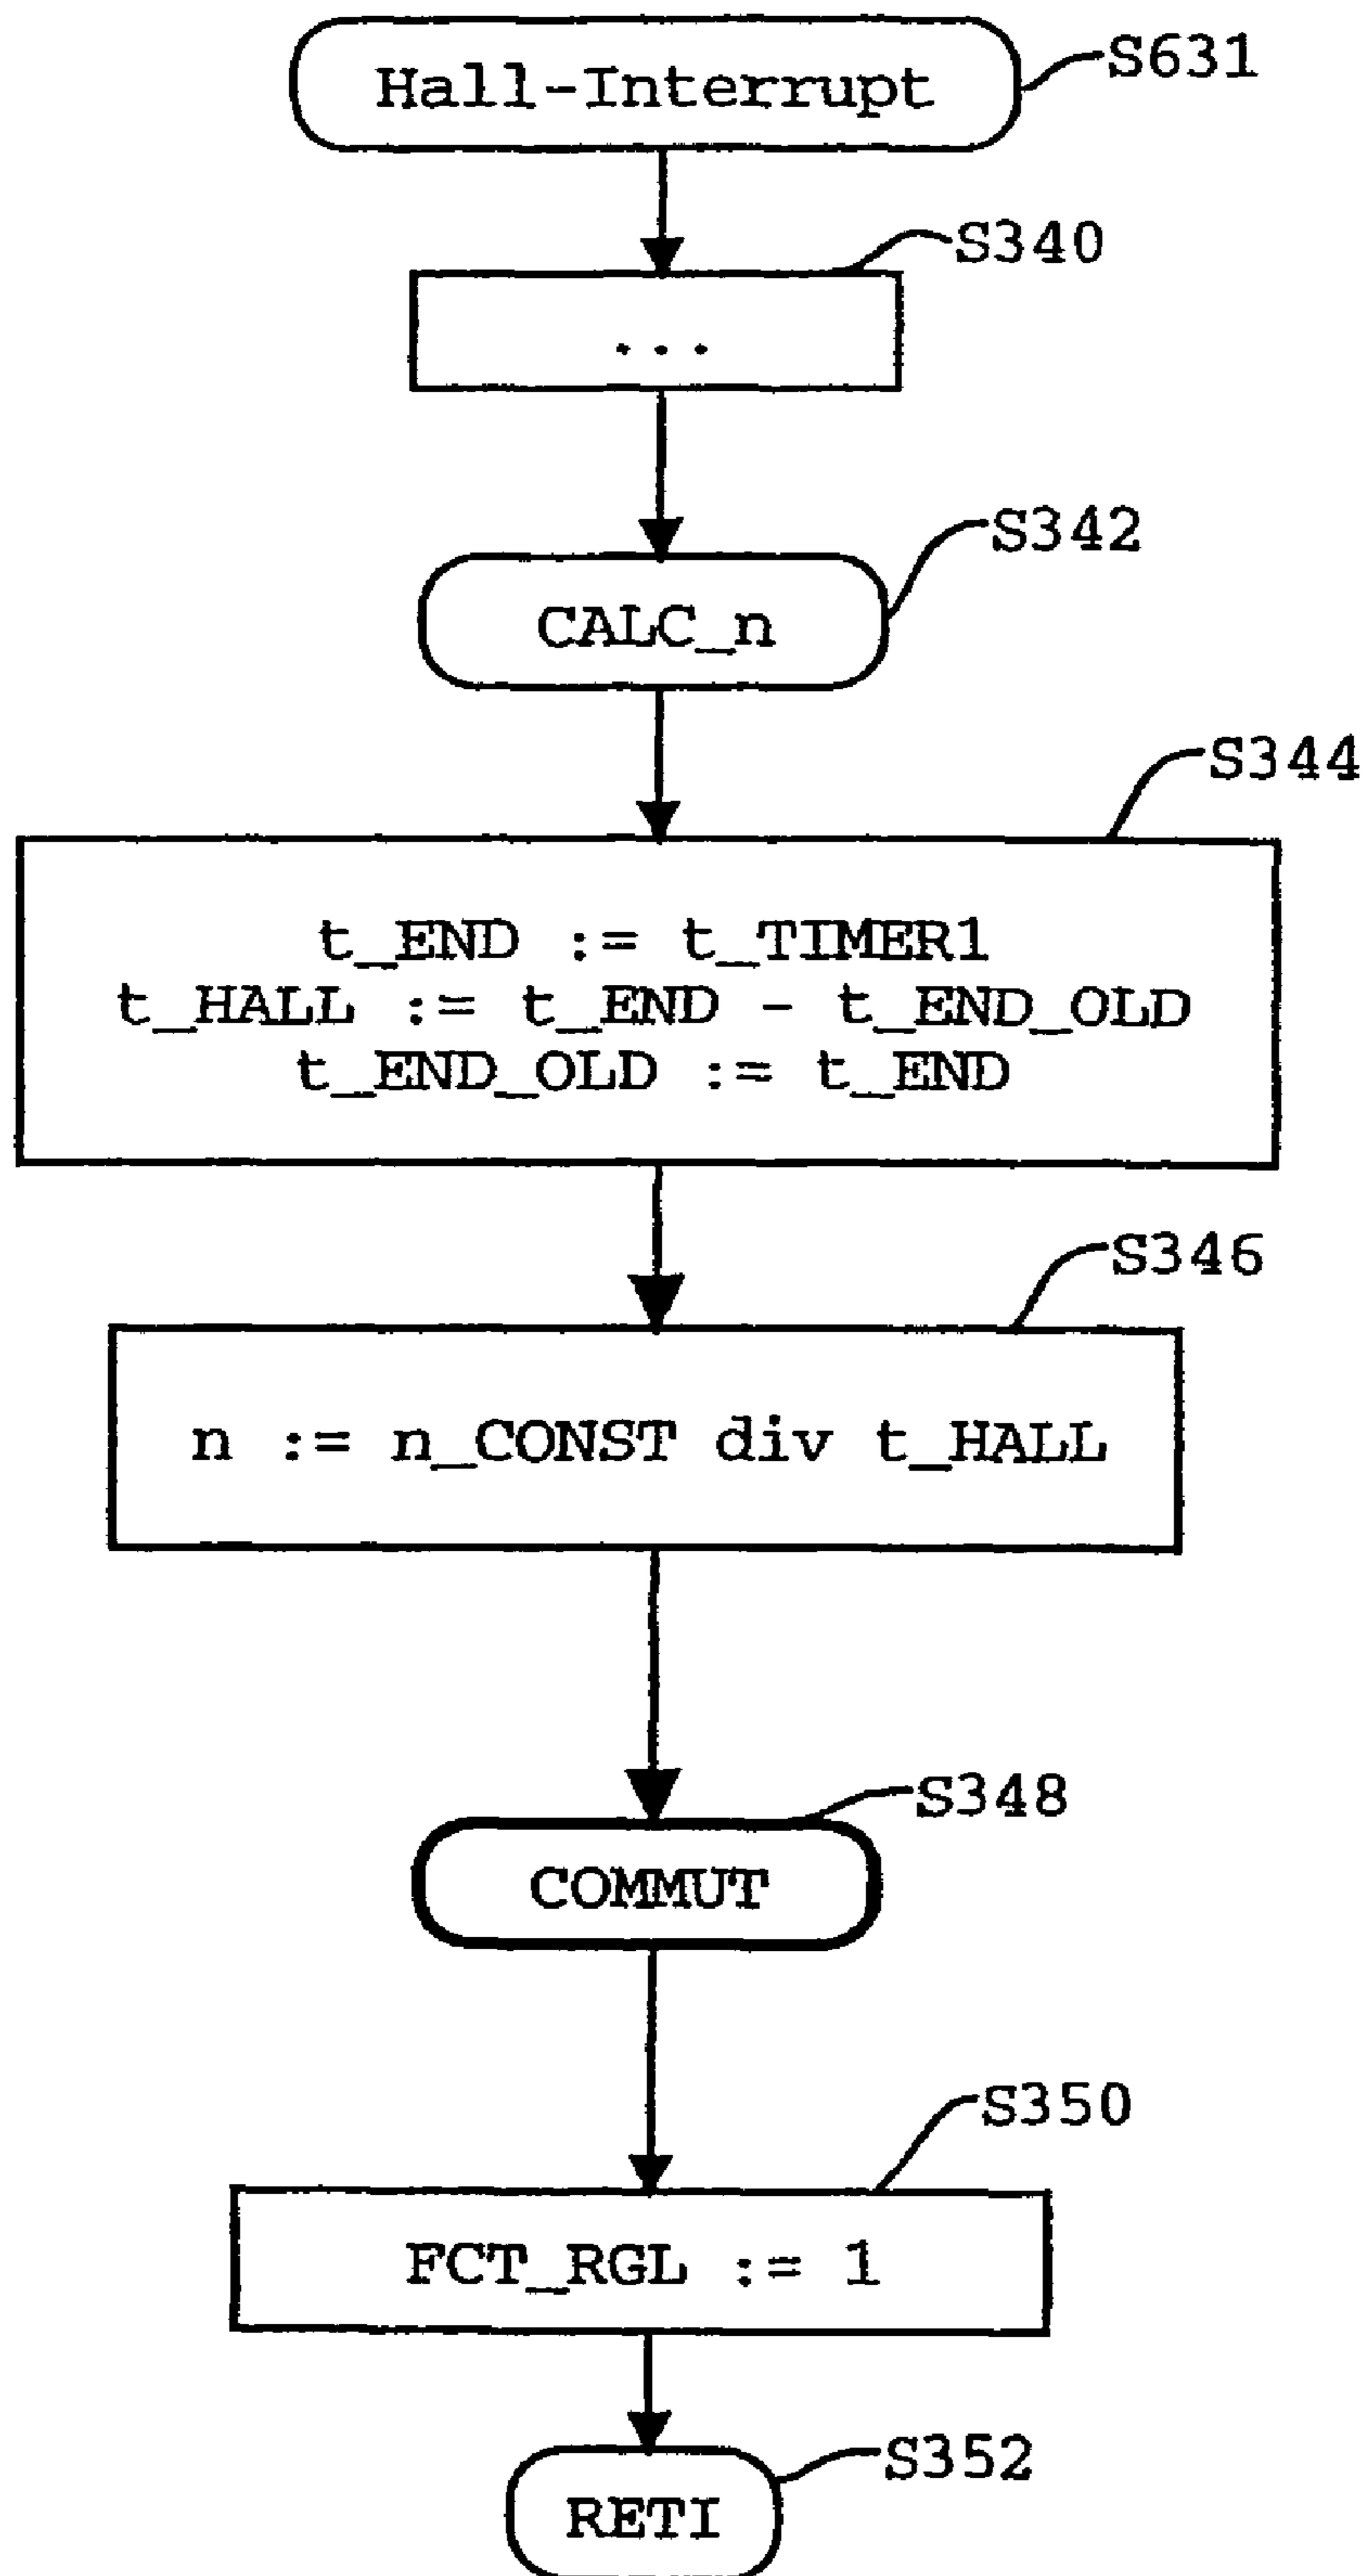 Hall-Interrupt
S631
S340
...
S342
CALC_n
S344
t_END := t_TIMER1
t_HALL := t_END - t_END_OLD
t_END_OLD := t_END
S346
n := n_CONST div t_HALL
S348
COMMUT
S350
FCT_RGL := 1
S352
RETI